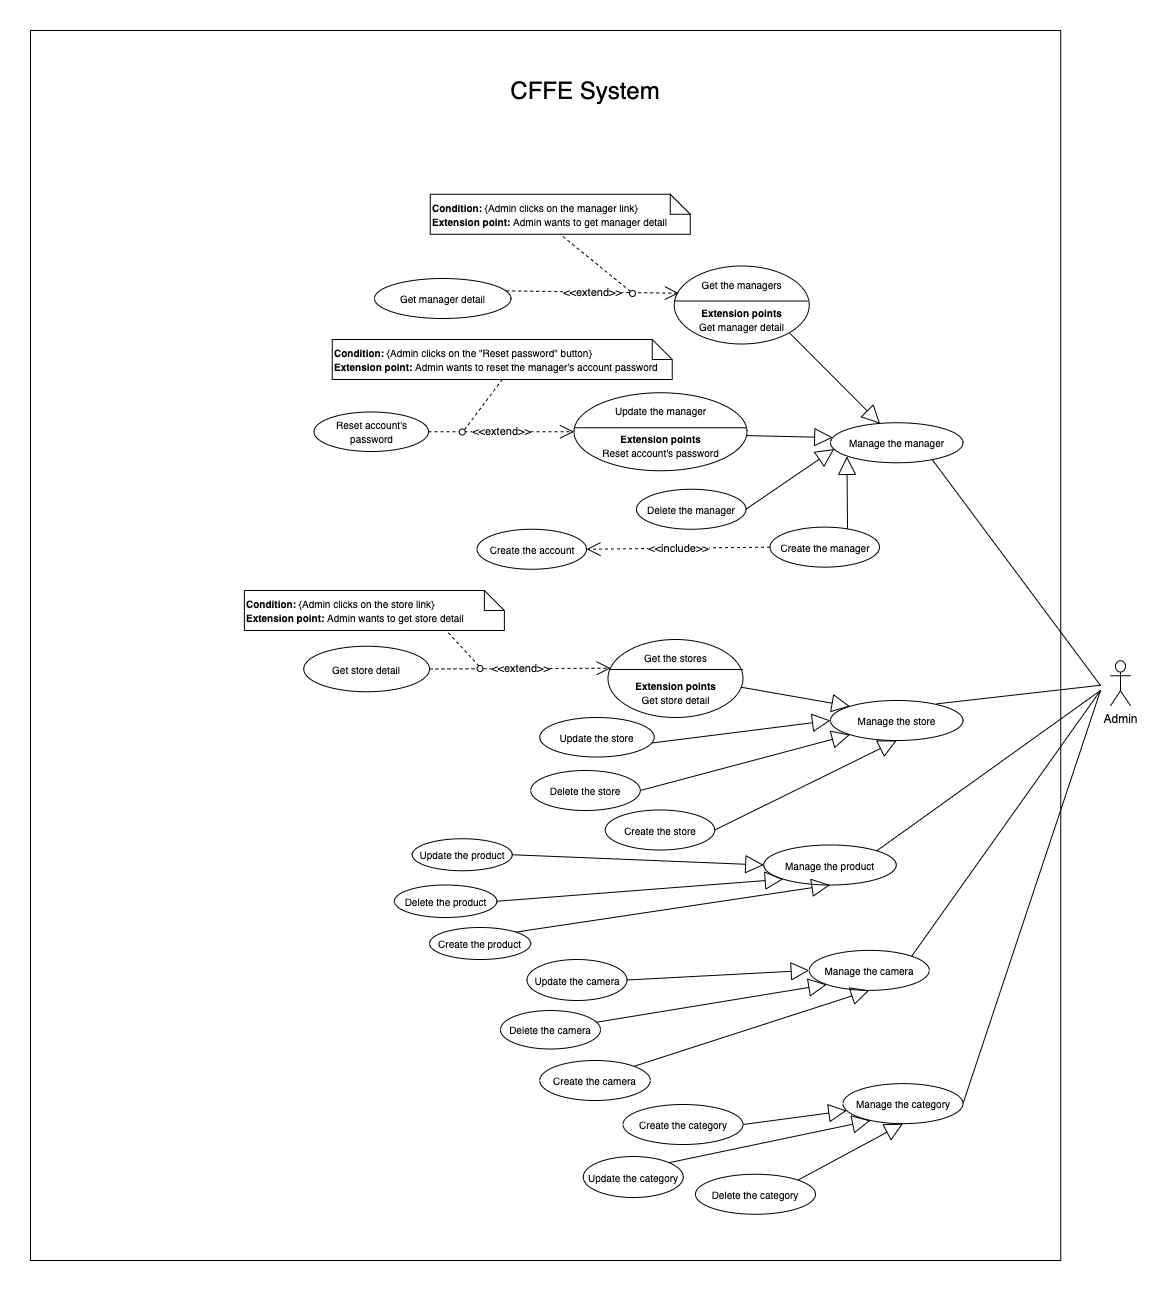 CFFE System
Condition: {Admin clicks on the manager link}
Extension point: Admin wants to get manager detail
Get manager detail
<<extend>>
Get the managers
Extension points
Get manager detail
Condition: {Admin clicks on the "Reset password" button}
Extension point: Admin wants to reset the manager's account password
Reset account's
password
<<extend>>
Update the manager
Extension points
Reset account's password
Manage the manager
Delete the manager
Create the account
<<include>>
Create the manager
Condition: {Admin clicks on the store link}
Extension point: Admin wants to get store detail
Get store detail
<<extend>>
Get the stores
Extension points
Get store detail
Manage the store
Admin
Update the store
Delete the store
Create the store
Update the product
Manage the product
Delete the product
Create the product
Update the camera
Manage the camera
Delete the camera
Create the camera
Manage the category
Create the category
Update the category
Delete the category